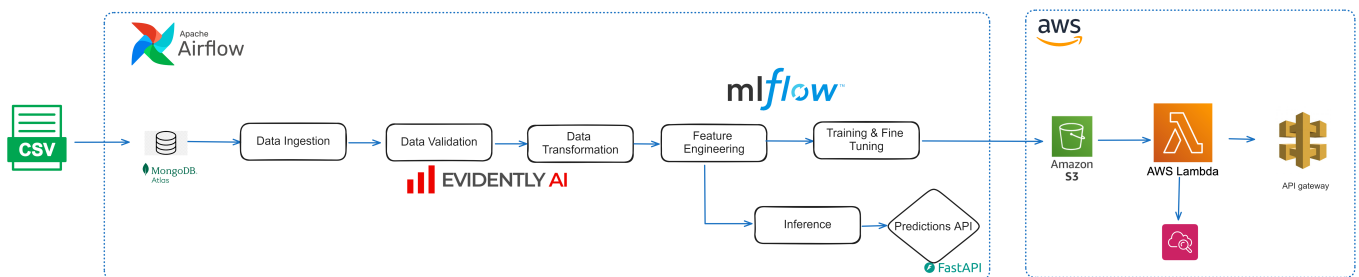 Apache
Airflow
aws
mlflow™
CSV
MongoDB.
Atlas
Data Ingestion
Data Validation
EVIDENTLY AI
Data
Transformation
Feature
Engineering
Training & Fine
Tuning
Inference
Predictions API
FastAPI
Amazon
S3
AWS Lambda
API gateway